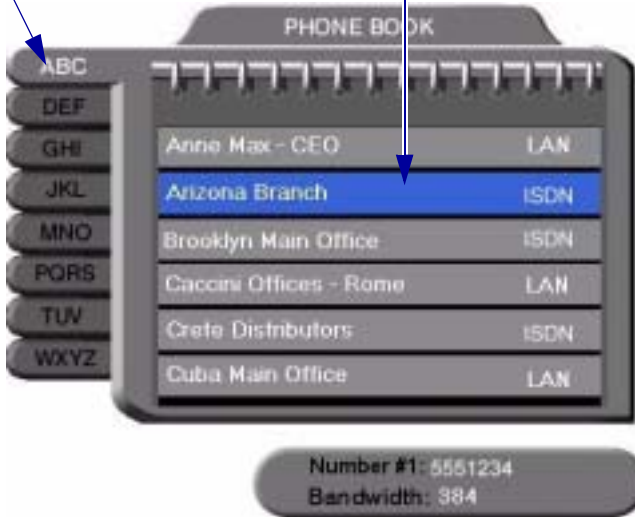 PHONE BOOK
ABC
DEF
GHI
JKL
MNO
PQRS
TUV
WXYZ
Anne Max - CEO LAN
Arizona Branch ISDN
Brooklyn Main Office ISDN
Caccini Offices - Rome LAN
Crete Distributors ISDN
Cuba Main Office LAN
Number #1: 5551234
Bandwidth: 384